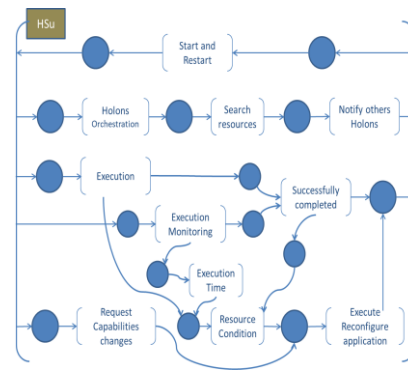 HSu
Start and
Restart
Holons
Orchestration
Search
resources
Notify others
Holons
Execution
Successfully
completed
Execution
Monitoring
Execution
Time
Request
Capabilities
changes
Resource
Condition
Execute
Reconfigure
application